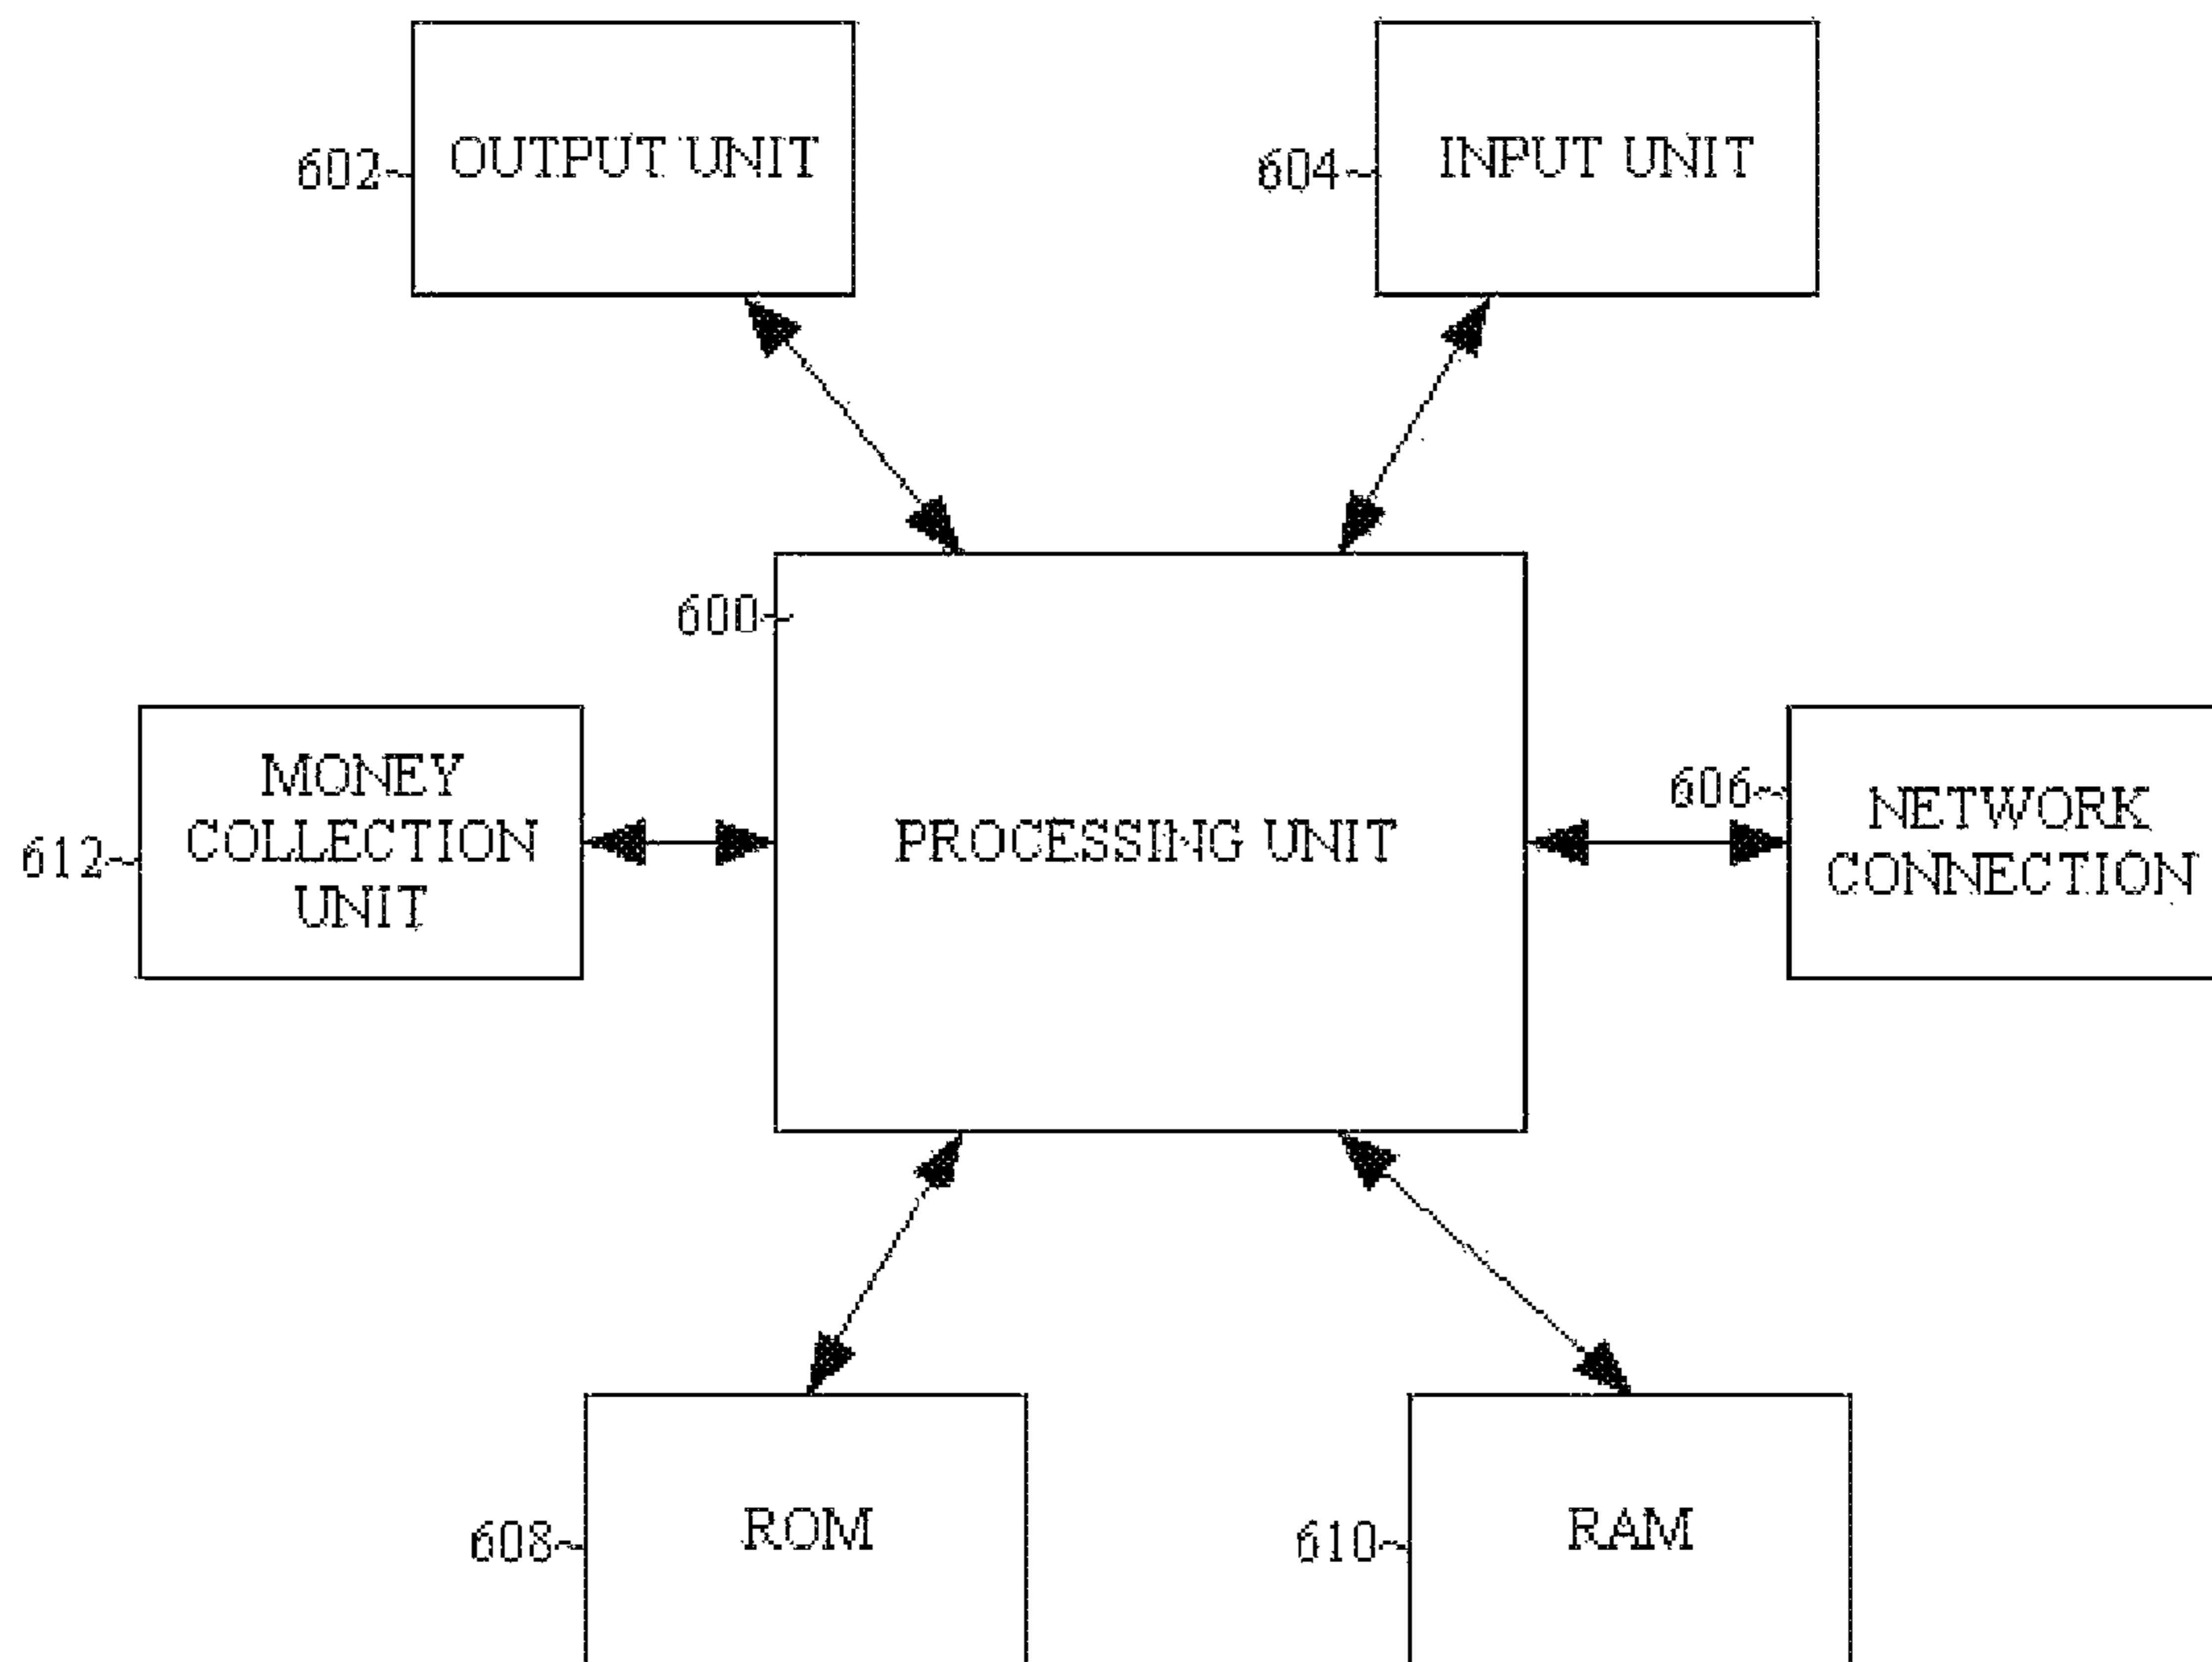 602~ OUTPUT UNIT
604~ INPUT UNIT
600~
PROCESSING UNIT
612~ MONEY
COLLECTION
UNIT
606~ NETWORK
CONNECTION
608~ ROM
610~ RAM